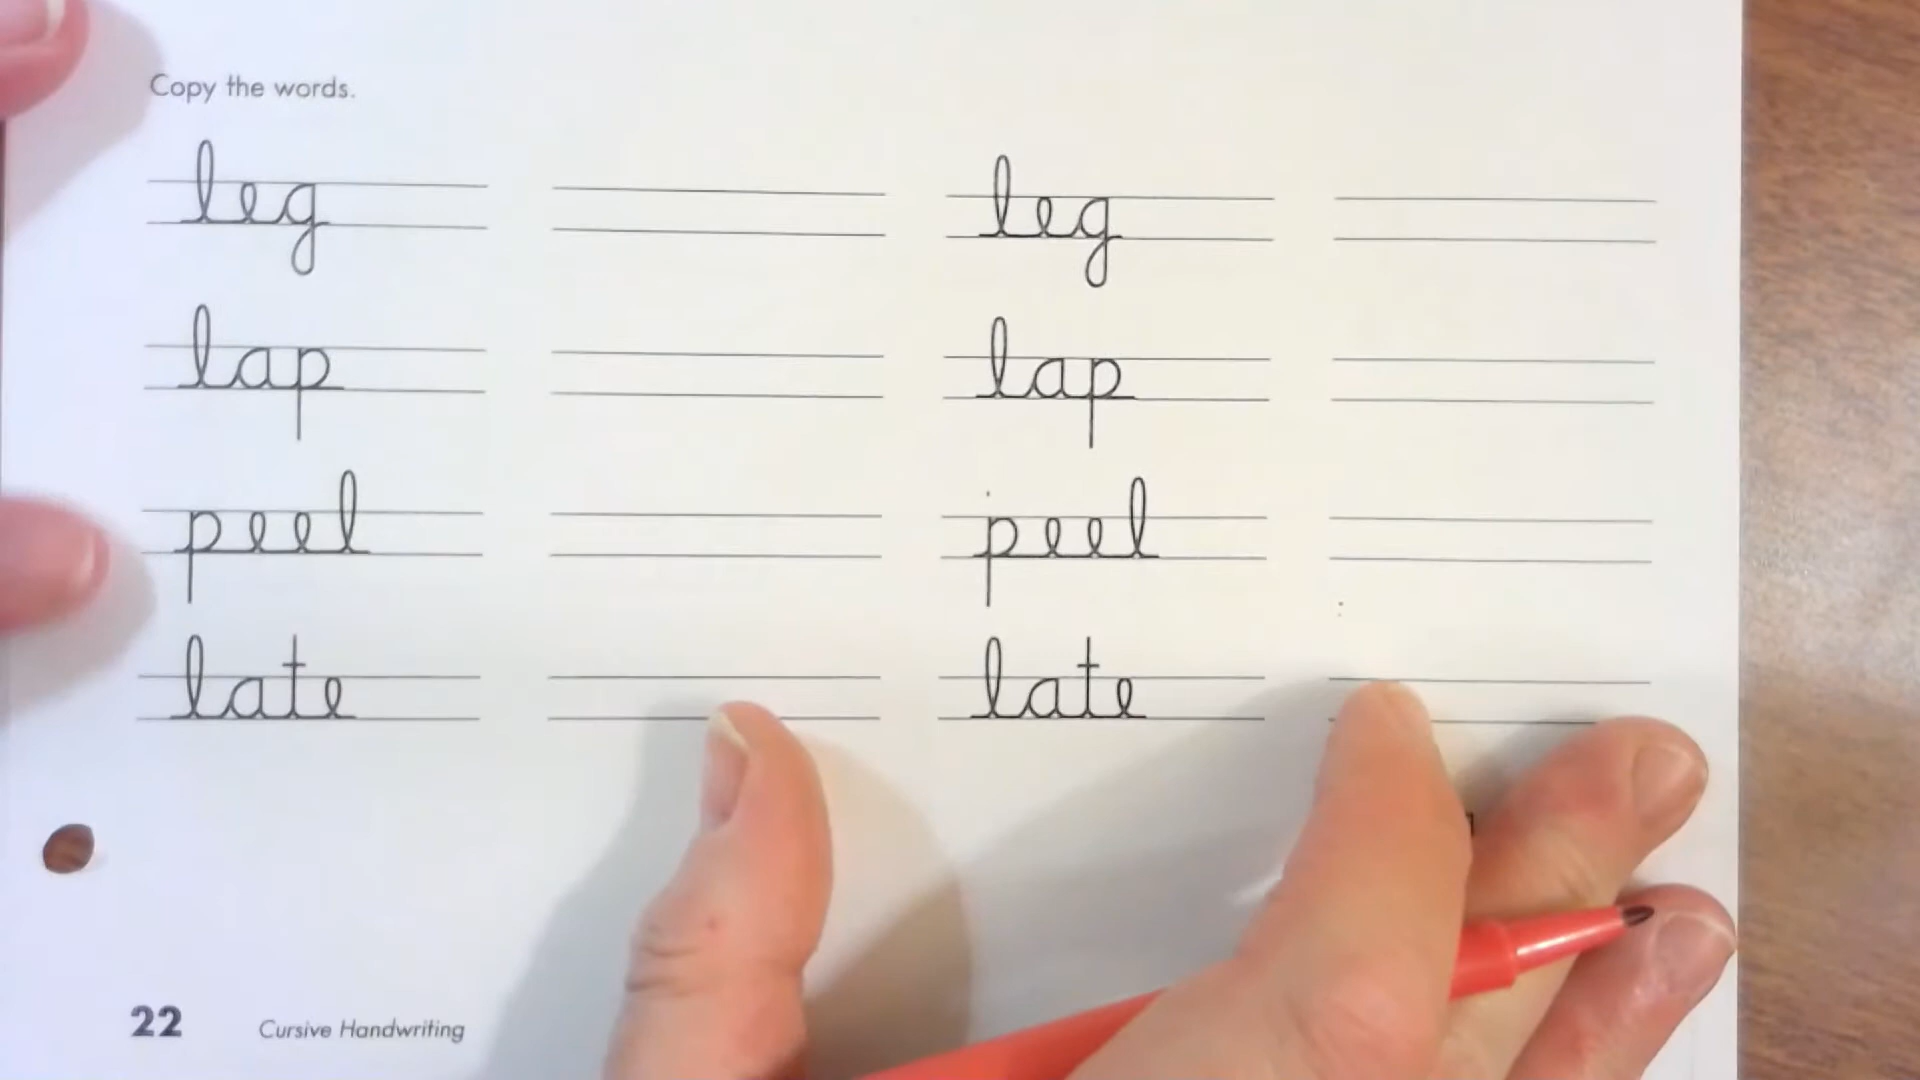 Copy the words.
leg leg
lap lap
peel peel
late late
22 Cursive Handwriting